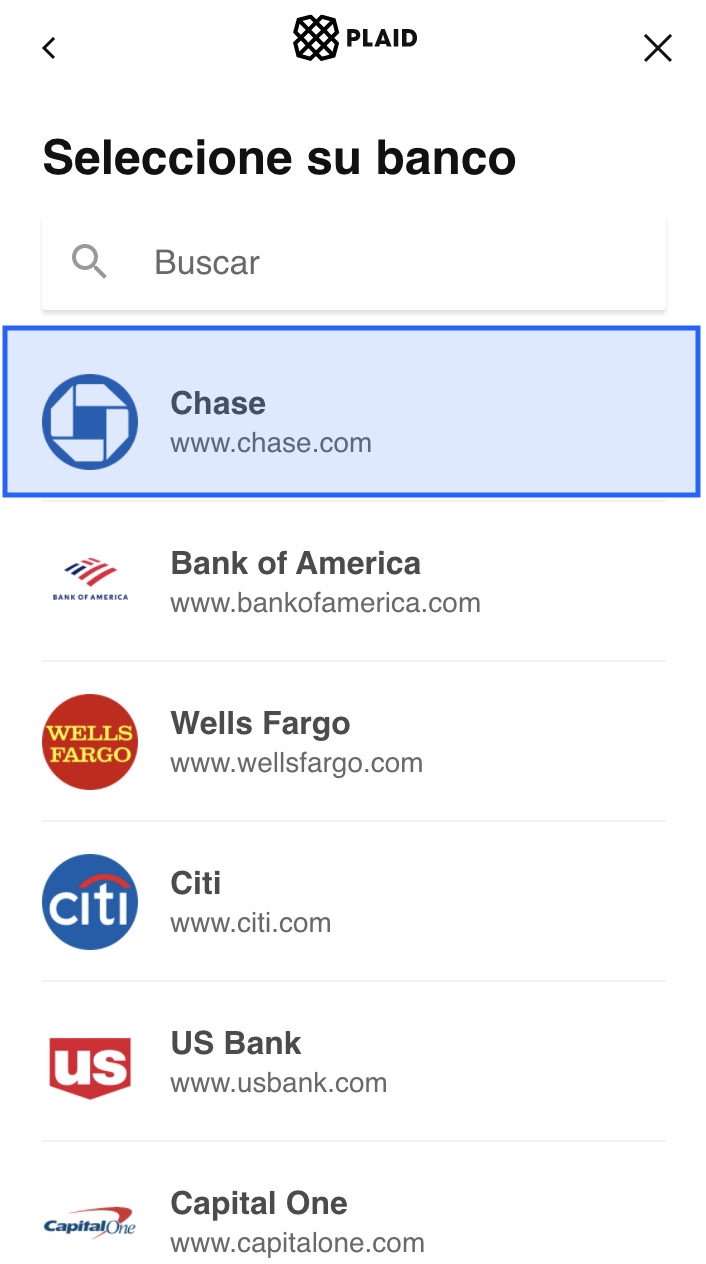 PLAID
Seleccione su banco
Buscar
Chase
www.chase.com
BANK OF AMERICA
Bank of America
www.bankofamerica.com
WELLS
FARGO
Wells Fargo
www.wellsfargo.com
citi
Citi
www.citi.com
us
US Bank
www.usbank.com
CapitalOne
Capital One
www.capitalone.com